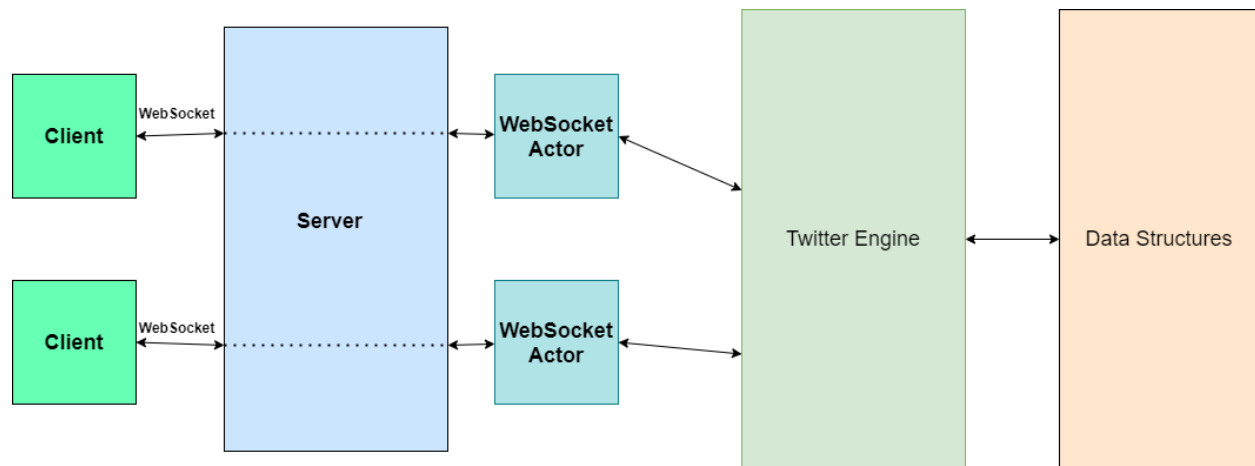 WebSocket
Client
WebSocket
Actor
Server
Twitter Engine
Data Structures
WebSocket
Client
WebSocket
Actor